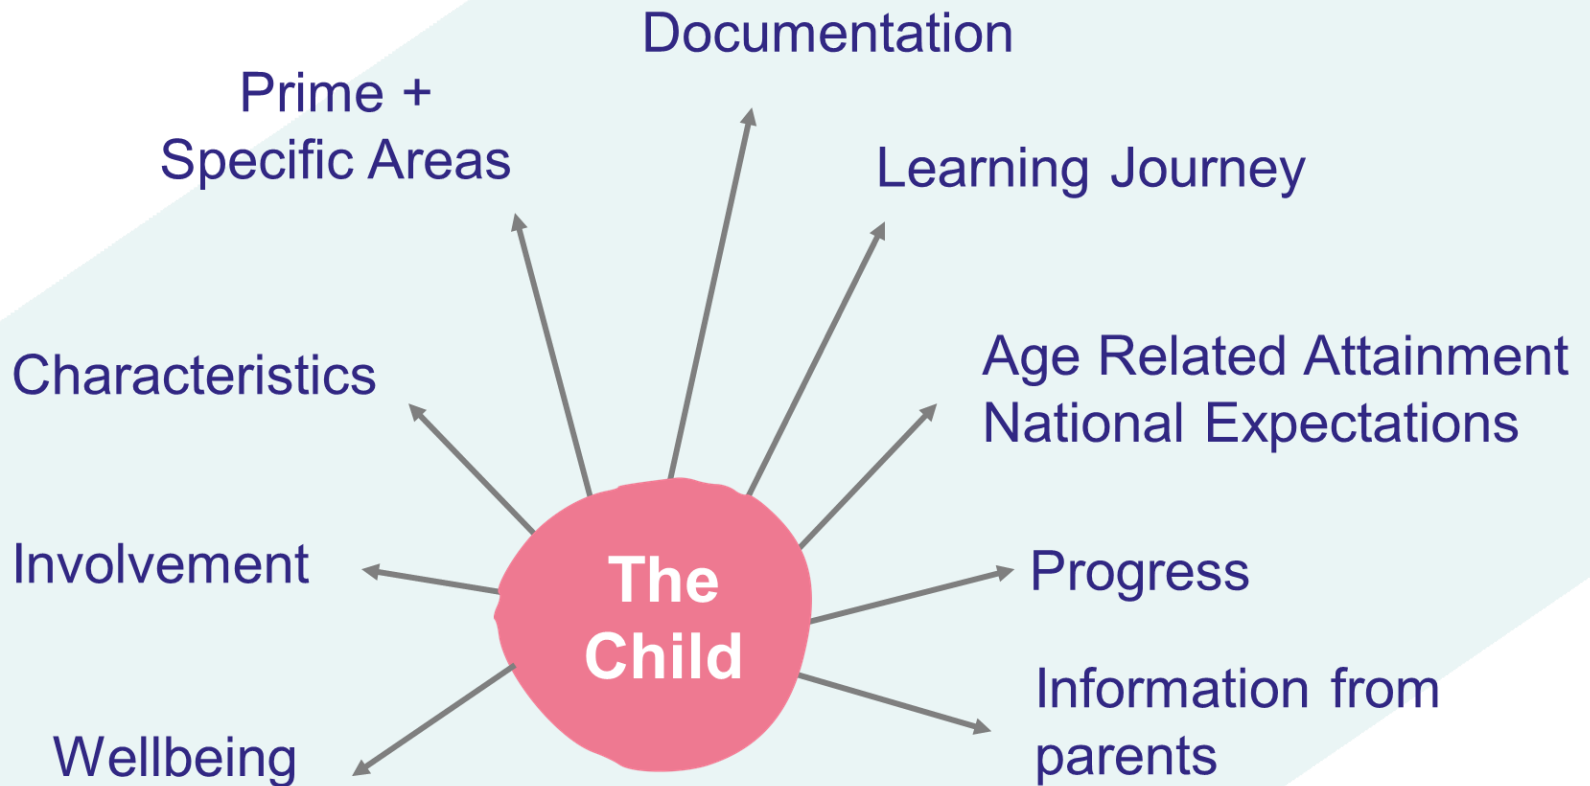 Documentation
Prime +
Specific Areas
Learning Journey
Characteristics
Age Related Attainment
National Expectations
Involvement
The
Child
Progress
Wellbeing
Information from
parents